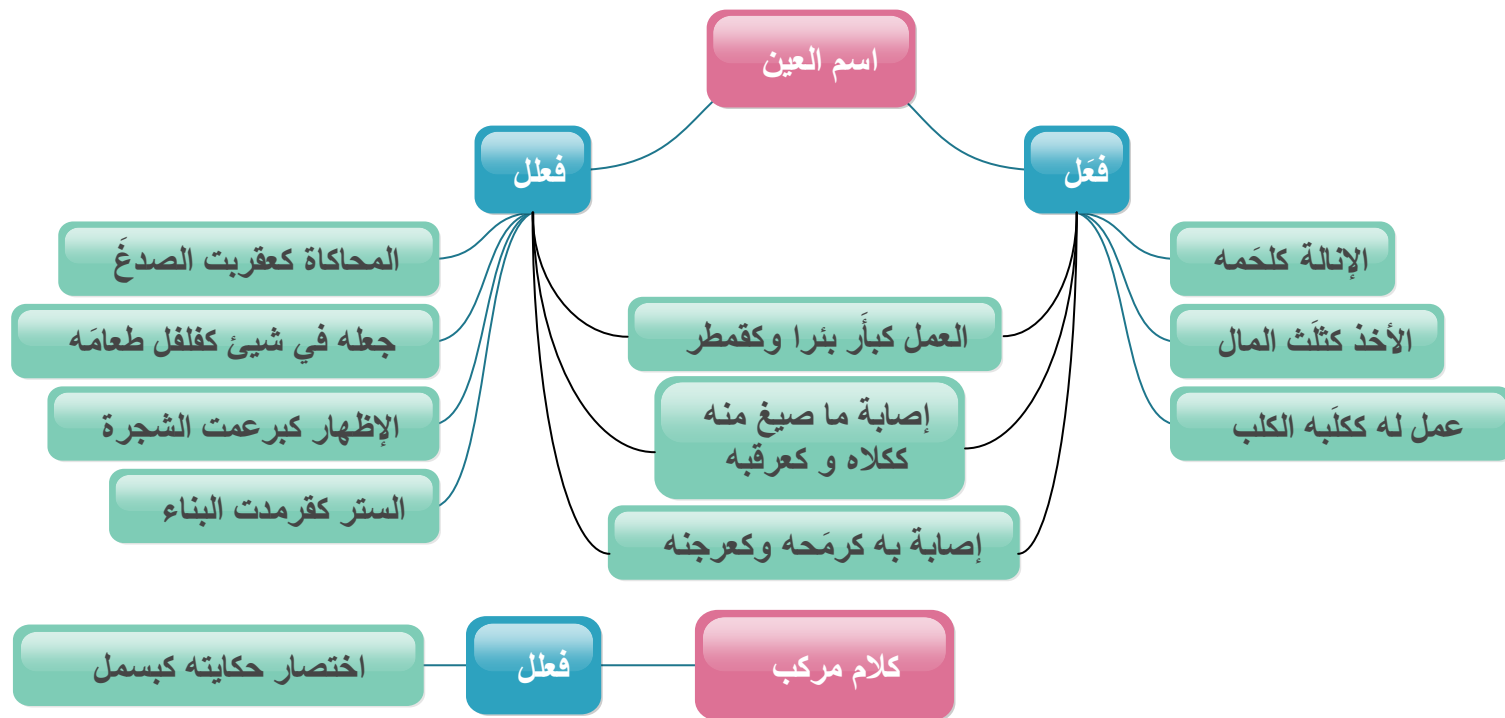 اسم العين
فعَل
فعلل
الإنالة كلحَمه
المحاكاة كعقربت الصدغَ
العمل كبأَر بئرا وكقمطر
الأخذ كثلَث المال
جعله في شيئ كفلفل طعامَه
إصابة ما صيغ منه
ككلاه و كعرقبه
عمل له ككلَبه الكلب
الإظهار كبرعمت الشجرة
الستر كقرمدت البناء
إصابة به كرمَحه وكعرجنه
كلام مركب
فعلل
اختصار حكايته كبسمل